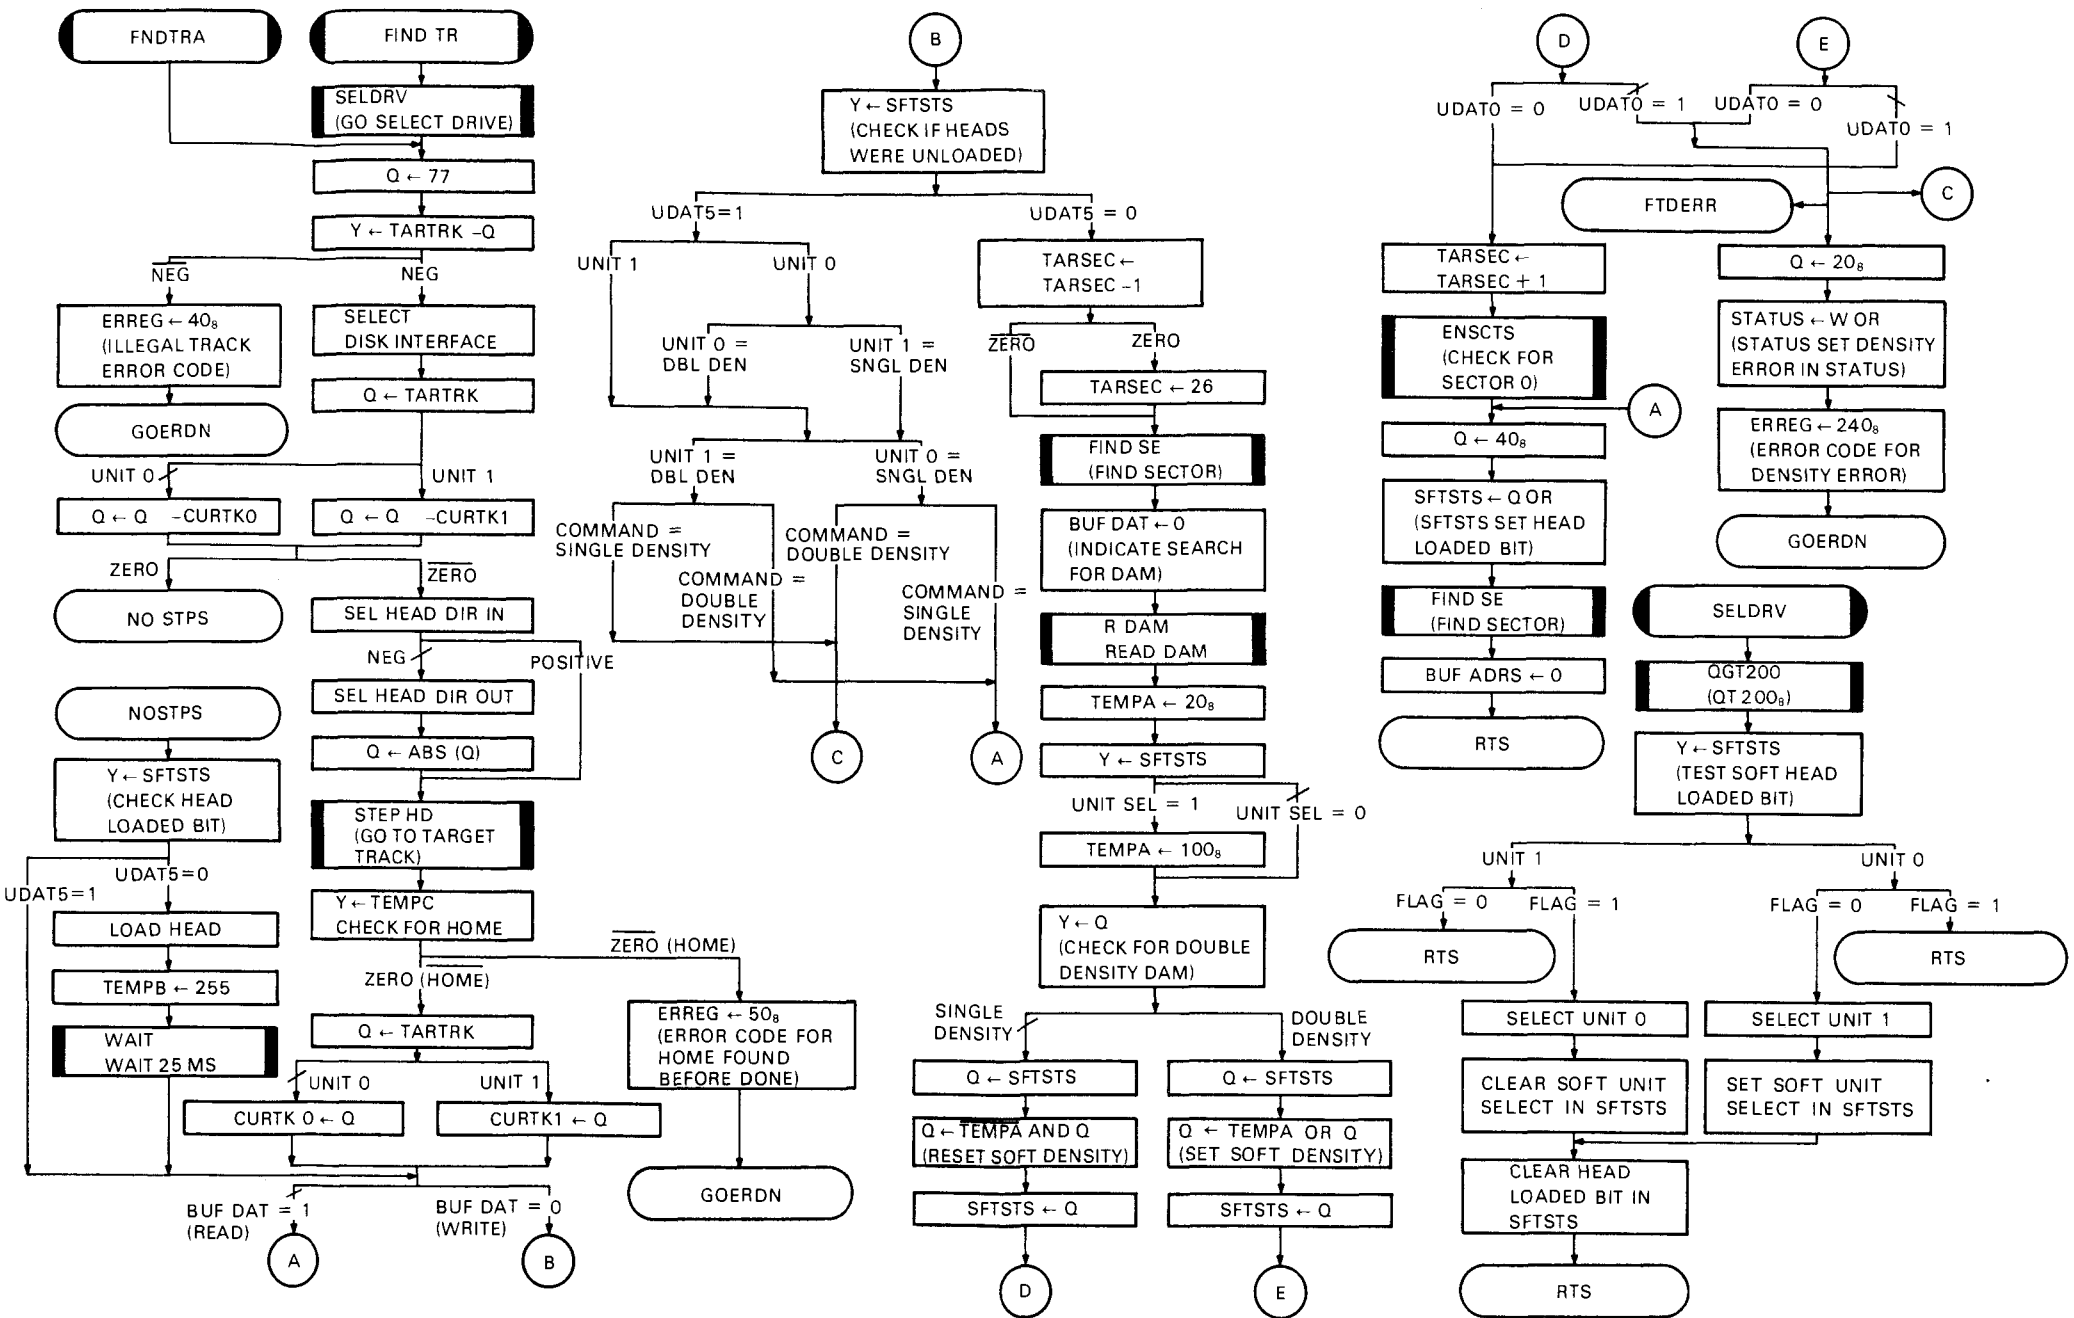 FNDTRA
FIND TR
SELDRV
(GO SELECT DRIVE)
Q ← 77
Y ← TARTRK –Q
NEG
NEG
ERREG ← 40₈
(ILLEGAL TRACK
ERROR CODE)
GOERDN
SELECT
DISK INTERFACE
Q ← TARTRK
UNIT 0
UNIT 1
Q ← Q –CURTK0
Q ← Q –CURTK1
ZERO
ZERO
NO STPS
SEL HEAD DIR IN
NEG
POSITIVE
SEL HEAD DIR OUT
Q ← ABS (Q)
STEP HD
(GO TO TARGET
TRACK)
Y ← TEMPC
CHECK FOR HOME
ZERO (HOME)
ZERO (HOME)
Q ← TARTRK
ERREG ← 50₈
(ERROR CODE FOR
HOME FOUND
BEFORE DONE)
GOERDN
NOSTPS
Y ← SFTSTS
(CHECK HEAD
LOADED BIT)
UDAT5=0
UDAT5=1
LOAD HEAD
TEMPB ← 255
WAIT
WAIT 25 MS
UNIT 0
UNIT 1
CURTK 0 ← Q
CURTK1 ← Q
BUF DAT = 1
(READ)
BUF DAT = 0
(WRITE)
A
B
B
Y ← SFTSTS
(CHECK IF HEADS
WERE UNLOADED)
UDAT5=1
UDAT5 = 0
UNIT 1
UNIT 0
UNIT 0 =
DBL DEN
UNIT 1 =
SNGL DEN
UNIT 1 =
DBL DEN
UNIT 0 =
SNGL DEN
COMMAND =
SINGLE DENSITY
COMMAND =
DOUBLE
DENSITY
COMMAND =
DOUBLE DENSITY
COMMAND =
SINGLE
DENSITY
C
A
TARSEC ←
TARSEC –1
ZERO
ZERO
TARSEC ← 26
FIND SE
(FIND SECTOR)
BUF DAT ← 0
(INDICATE SEARCH
FOR DAM)
R DAM
READ DAM
TEMPA ← 20₈
Y ← SFTSTS
UNIT SEL = 1
UNIT SEL = 0
TEMPA ← 100₈
Y ← Q
(CHECK FOR DOUBLE
DENSITY DAM)
SINGLE
DENSITY
DOUBLE
DENSITY
Q ← SFTSTS
Q ← TEMPA AND Q
(RESET SOFT DENSITY)
SFTSTS ← Q
D
Q ← SFTSTS
Q ← TEMPA OR Q
(SET SOFT DENSITY)
SFTSTS ← Q
E
D
E
UDAT0 = 0
UDAT0 = 1
UDAT0 = 0
UDAT0 = 1
C
FTDERR
TARSEC ←
TARSEC + 1
ENSCTS
(CHECK FOR
SECTOR 0)
A
Q ← 40₈
SFTSTS ← Q OR
(SFTSTS SET HEAD
LOADED BIT)
FIND SE
(FIND SECTOR)
BUF ADRS ← 0
RTS
Q ← 20₈
STATUS ← W OR
(STATUS SET DENSITY
ERROR IN STATUS)
ERREG ← 240₈
(ERROR CODE FOR
DENSITY ERROR)
GOERDN
SELDRV
QGT200
(QT 200₈)
Y ← SFTSTS
(TEST SOFT HEAD
LOADED BIT)
UNIT 1
UNIT 0
FLAG = 0
FLAG = 1
FLAG = 0
FLAG = 1
RTS
RTS
SELECT UNIT 0
SELECT UNIT 1
CLEAR SOFT UNIT
SELECT IN SFTSTS
SET SOFT UNIT
SELECT IN SFTSTS
CLEAR HEAD
LOADED BIT IN
SFTSTS
RTS